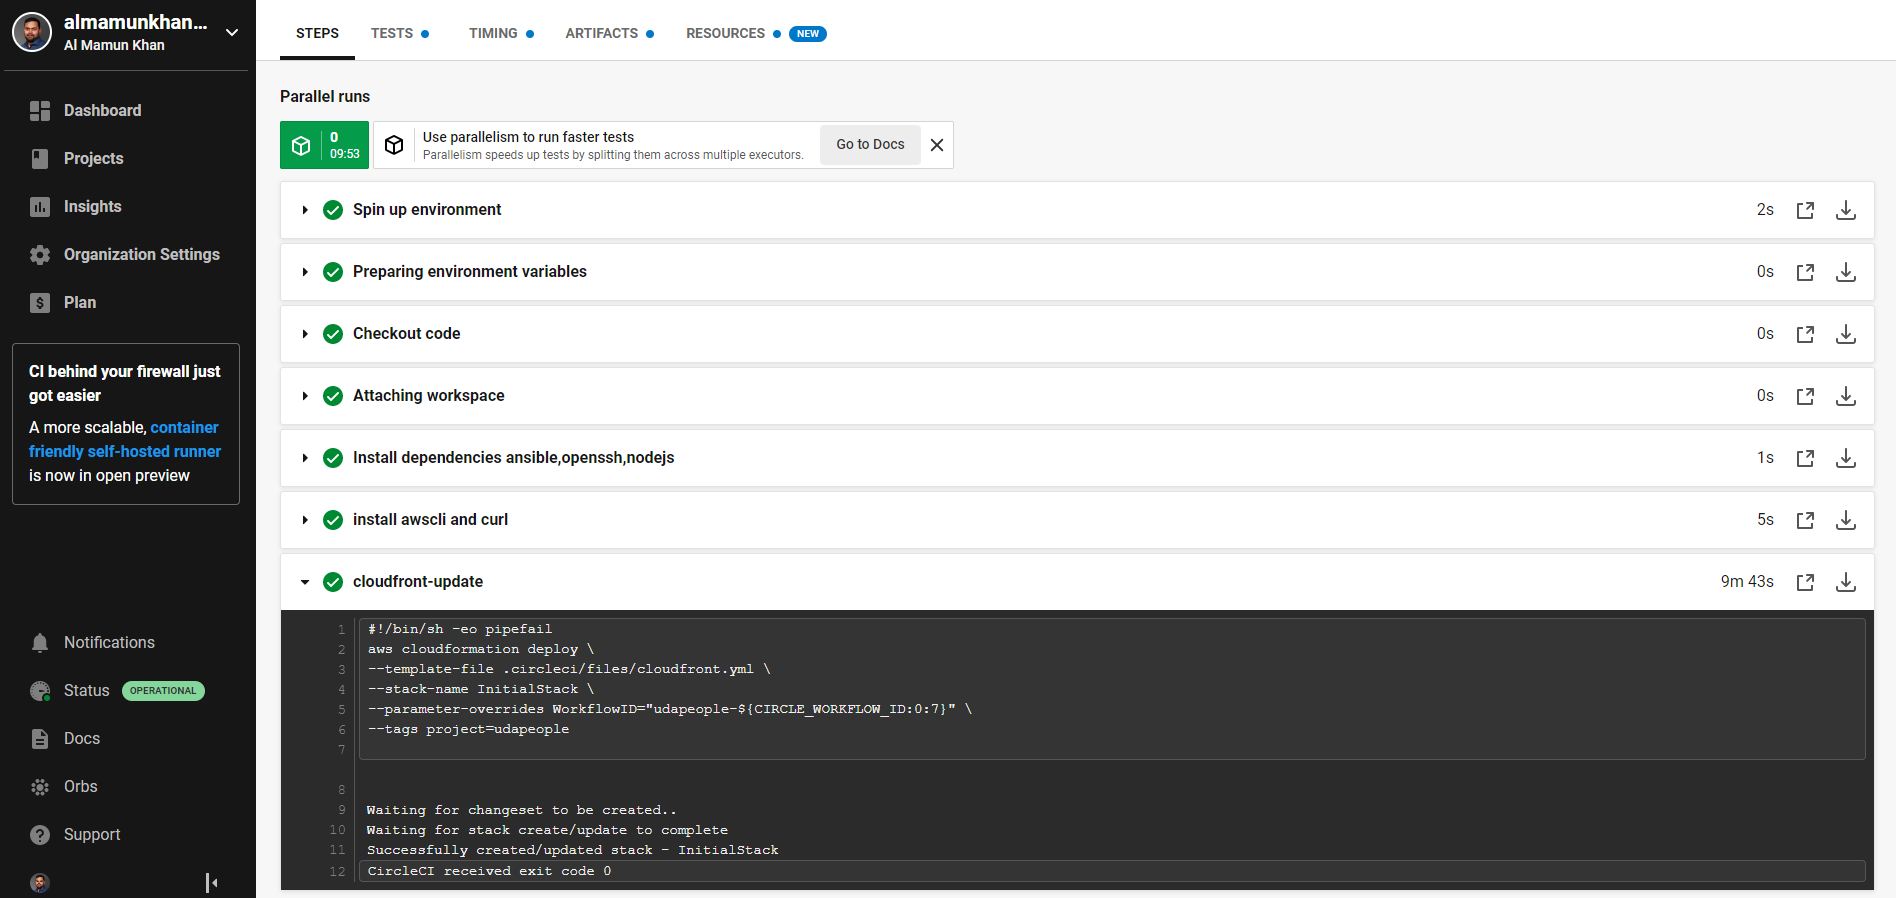 almamunkhan...
Al Mamun Khan
Dashboard
Projects
Insights
Organization Settings
Plan
CI behind your firewall just
got easier
A more scalable, container
friendly self-hosted runner
is now in open preview
Notifications
Status OPERATIONAL
Docs
Orbs
Support
STEPS TESTS TIMING ARTIFACTS RESOURCES NEW
Parallel runs
0
09:53
Use parallelism to run faster tests
Parallelism speeds up tests by splitting them across multiple executors.
Go to Docs
Spin up environment 2s
Preparing environment variables 0s
Checkout code 0s
Attaching workspace 0s
Install dependencies ansible,openssh,nodejs 1s
install awscli and curl 5s
cloudfront-update 9m 43s
1 #!/bin/sh -eo pipefail
2 aws cloudformation deploy \
3 --template-file .circleci/files/cloudfront.yml \
4 --stack-name InitialStack \
5 --parameter-overrides WorkflowID="udapeople-${CIRCLE_WORKFLOW_ID:0:7}" \
6 --tags project=udapeople
7
8
9 Waiting for changeset to be created..
10 Waiting for stack create/update to complete
11 Successfully created/updated stack - InitialStack
12 CircleCI received exit code 0